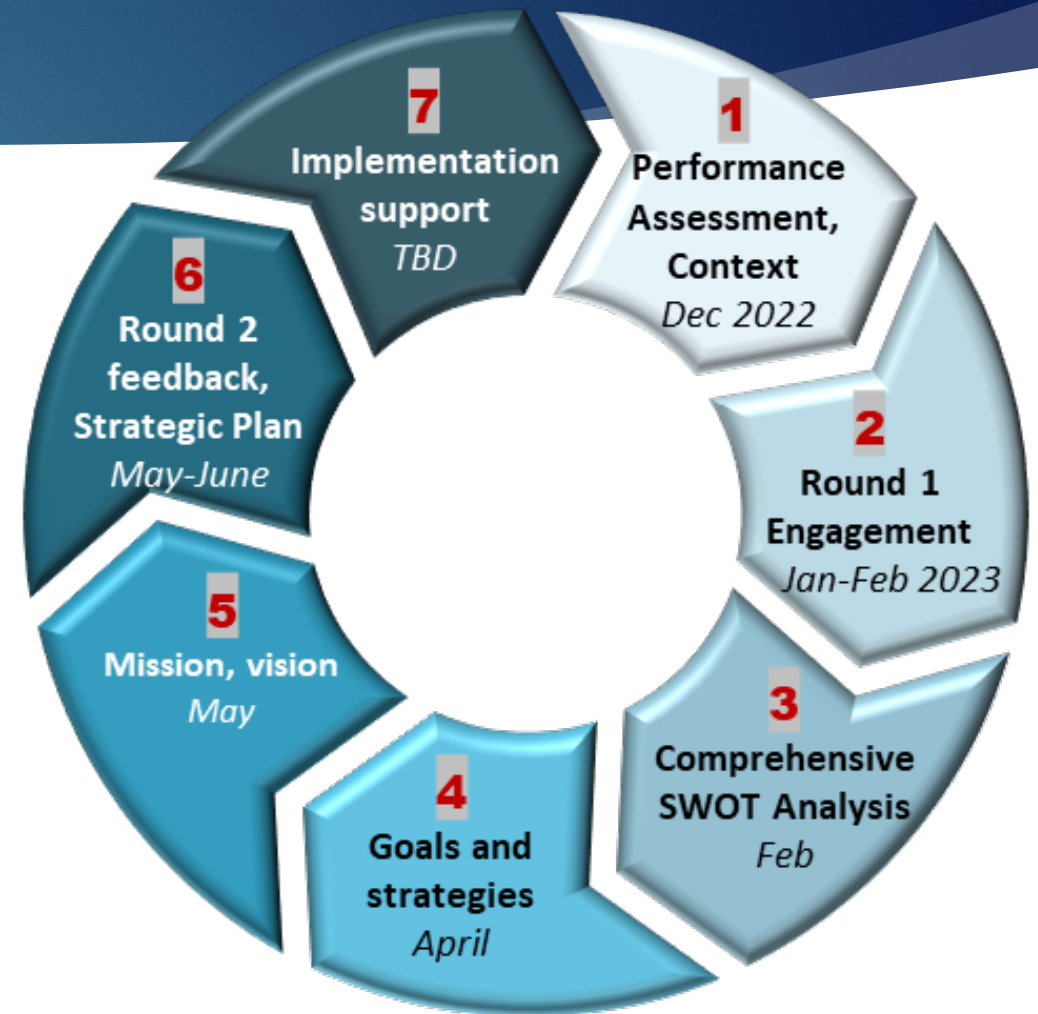 1
Performance
Assessment,
Context
Dec 2022
2
Round 1
Engagement
Jan-Feb 2023
3
Comprehensive
SWOT Analysis
Feb
4
Goals and
strategies
April
5
Mission, vision
May
6
Round 2
feedback,
Strategic Plan
May-June
7
Implementation
support
TBD